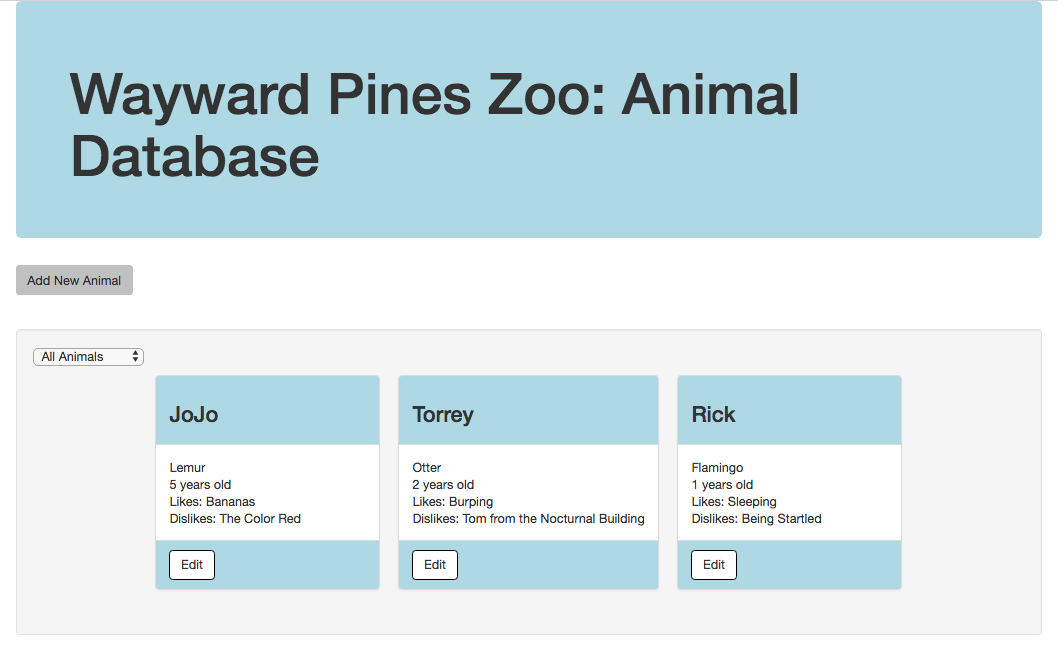 Wayward Pines Zoo: Animal
Database
Add New Animal
All Animals
JoJo
Lemur
5 years old
Likes: Bananas
Dislikes: The Color Red
Edit
Torrey
Otter
2 years old
Likes: Burping
Dislikes: Tom from the Nocturnal Building
Edit
Rick
Flamingo
1 years old
Likes: Sleeping
Dislikes: Being Startled
Edit